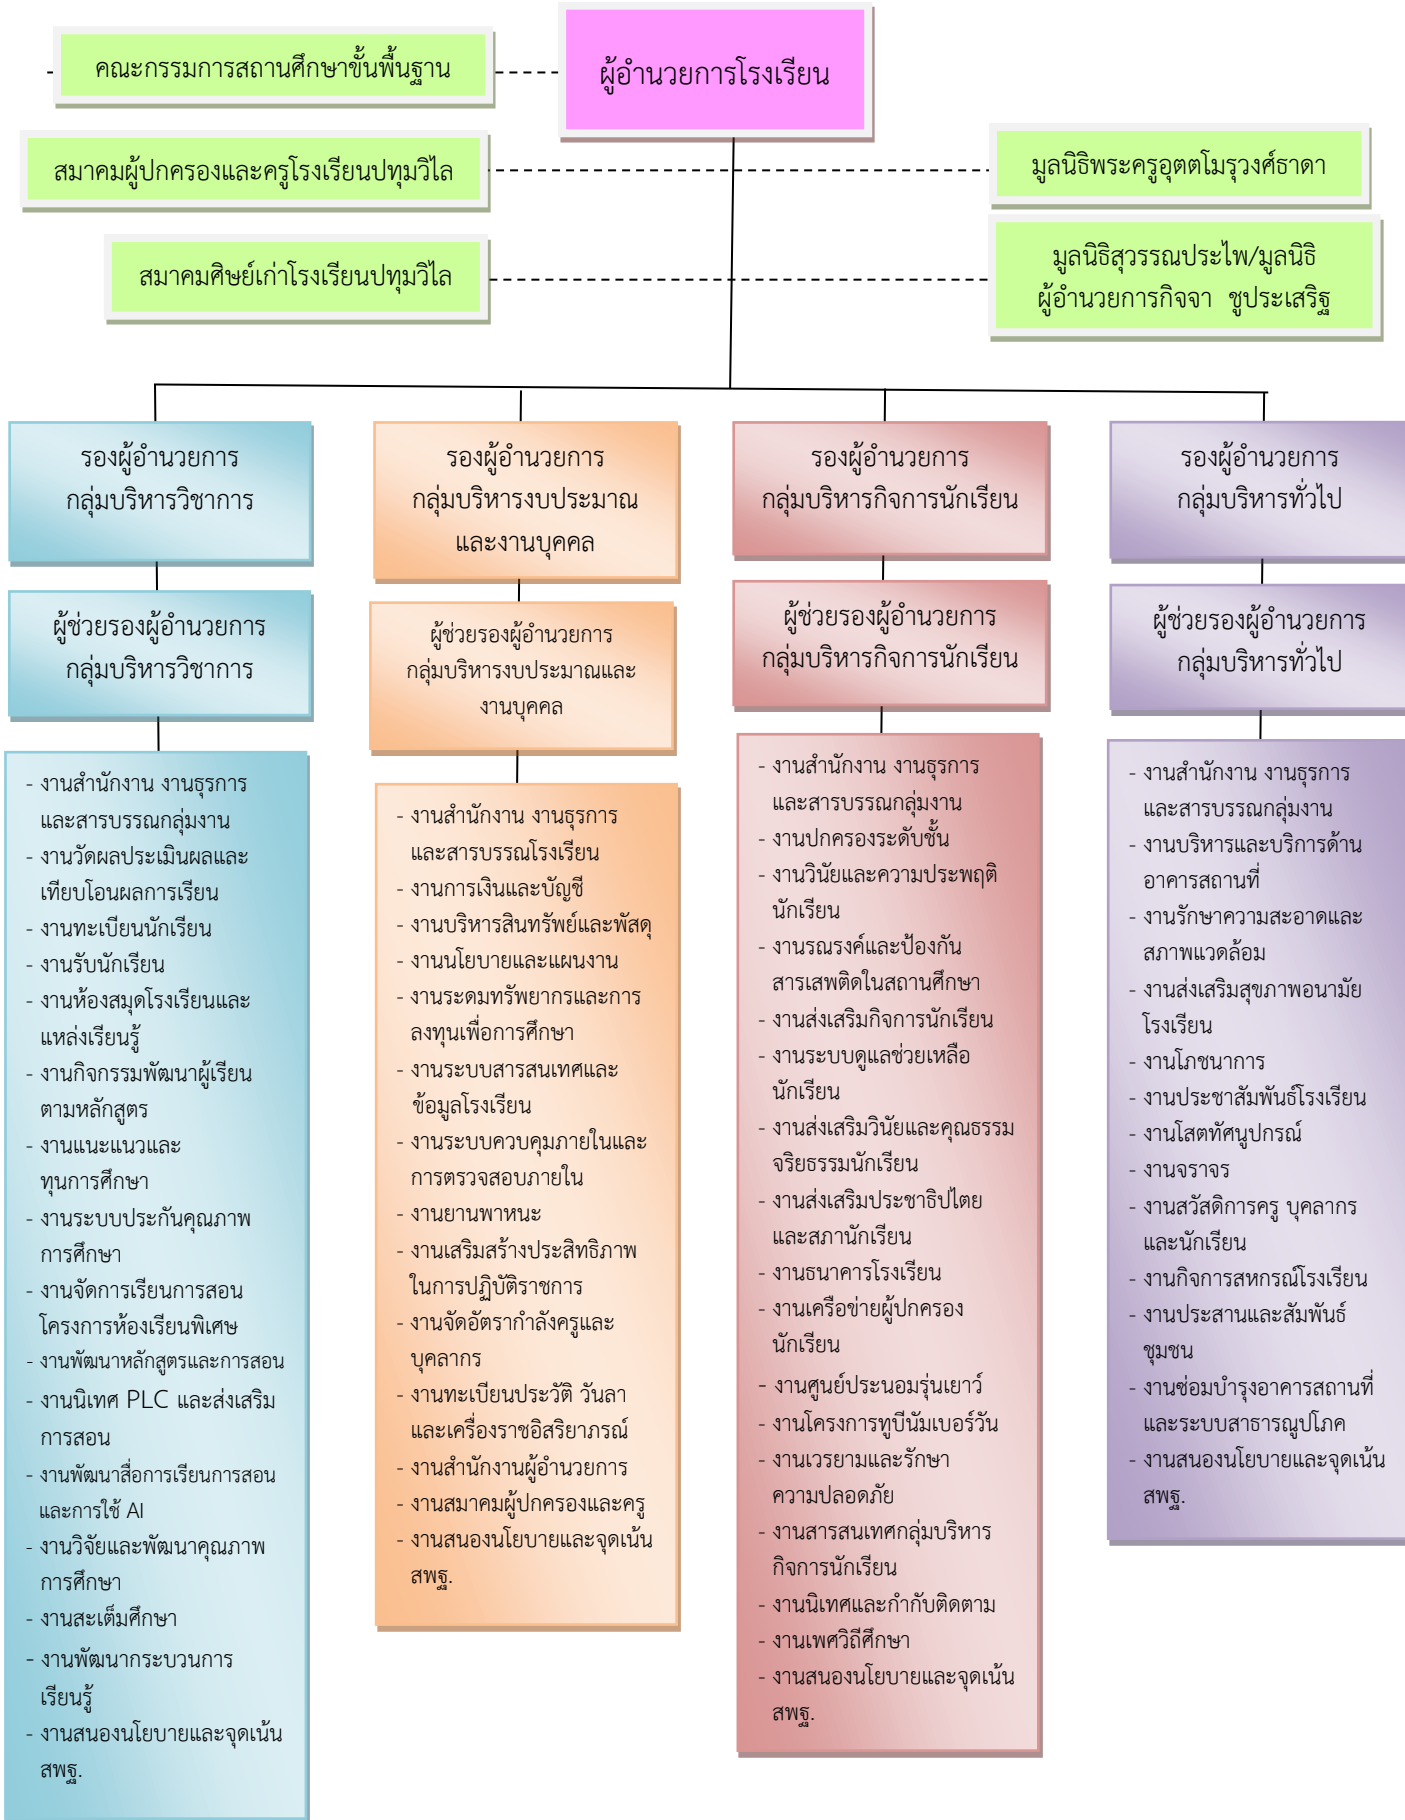 คณะกรรมการสถานศึกษาขั้นพื้นฐาน
ผู้อำนวยการโรงเรียน
สมาคมผู้ปกครองและครูโรงเรียนปทุมวิไล
มูลนิธิพระครูอุตตโมรุวงศ์ธาดา
สมาคมศิษย์เก่าโรงเรียนปทุมวิไล
มูลนิธิสุวรรณประไพ/มูลนิธิ
ผู้อำนวยการกิจจา ชูประเสริฐ
รองผู้อำนวยการ
กลุ่มบริหารวิชาการ
ผู้ช่วยรองผู้อำนวยการ
กลุ่มบริหารวิชาการ
- งานสำนักงาน งานธุรการ
และสารบรรณกลุ่มงาน
- งานวัดผลประเมินผลและ
เทียบโอนผลการเรียน
- งานทะเบียนนักเรียน
- งานรับนักเรียน
- งานห้องสมุดโรงเรียนและ
แหล่งเรียนรู้
- งานกิจกรรมพัฒนาผู้เรียน
ตามหลักสูตร
- งานแนะแนวและ
ทุนการศึกษา
- งานระบบประกันคุณภาพ
การศึกษา
- งานจัดการเรียนการสอน
โครงการห้องเรียนพิเศษ
- งานพัฒนาหลักสูตรและการสอน
- งานนิเทศ PLC และส่งเสริม
การสอน
- งานพัฒนาสื่อการเรียนการสอน
และการใช้ AI
- งานวิจัยและพัฒนาคุณภาพ
การศึกษา
- งานสะเต็มศึกษา
- งานพัฒนากระบวนการ
เรียนรู้
- งานสนองนโยบายและจุดเน้น
สพฐ.
รองผู้อำนวยการ
กลุ่มบริหารงบประมาณ
และงานบุคคล
ผู้ช่วยรองผู้อำนวยการ
กลุ่มบริหารงบประมาณและ
งานบุคคล
- งานสำนักงาน งานธุรการ
และสารบรรณโรงเรียน
- งานการเงินและบัญชี
- งานบริหารสินทรัพย์และพัสดุ
- งานนโยบายและแผนงาน
- งานระดมทรัพยากรและการ
ลงทุนเพื่อการศึกษา
- งานระบบสารสนเทศและ
ข้อมูลโรงเรียน
- งานระบบควบคุมภายในและ
การตรวจสอบภายใน
- งานยานพาหนะ
- งานเสริมสร้างประสิทธิภาพ
ในการปฏิบัติราชการ
- งานจัดอัตรากำลังครูและ
บุคลากร
- งานทะเบียนประวัติ วันลา
และเครื่องราชอิสริยาภรณ์
- งานสำนักงานผู้อำนวยการ
- งานสมาคมผู้ปกครองและครู
- งานสนองนโยบายและจุดเน้น
สพฐ.
รองผู้อำนวยการ
กลุ่มบริหารกิจการนักเรียน
ผู้ช่วยรองผู้อำนวยการ
กลุ่มบริหารกิจการนักเรียน
- งานสำนักงาน งานธุรการ
และสารบรรณกลุ่มงาน
- งานปกครองระดับชั้น
- งานวินัยและความประพฤติ
นักเรียน
- งานรณรงค์และป้องกัน
สารเสพติดในสถานศึกษา
- งานส่งเสริมกิจการนักเรียน
- งานระบบดูแลช่วยเหลือ
นักเรียน
- งานส่งเสริมวินัยและคุณธรรม
จริยธรรมนักเรียน
- งานส่งเสริมประชาธิปไตย
และสภานักเรียน
- งานธนาคารโรงเรียน
- งานเครือข่ายผู้ปกครอง
นักเรียน
- งานศูนย์ประนอมรุ่นเยาว์
- งานโครงการทูบีนัมเบอร์วัน
- งานเวรยามและรักษา
ความปลอดภัย
- งานสารสนเทศกลุ่มบริหาร
กิจการนักเรียน
- งานนิเทศและกำกับติดตาม
- งานเพศวิถีศึกษา
- งานสนองนโยบายและจุดเน้น
สพฐ.
รองผู้อำนวยการ
กลุ่มบริหารทั่วไป
ผู้ช่วยรองผู้อำนวยการ
กลุ่มบริหารทั่วไป
- งานสำนักงาน งานธุรการ
และสารบรรณกลุ่มงาน
- งานบริหารและบริการด้าน
อาคารสถานที่
- งานรักษาความสะอาดและ
สภาพแวดล้อม
- งานส่งเสริมสุขภาพอนามัย
โรงเรียน
- งานโภชนาการ
- งานประชาสัมพันธ์โรงเรียน
- งานโสตทัศนูปกรณ์
- งานจราจร
- งานสวัสดิการครู บุคลากร
และนักเรียน
- งานกิจการสหกรณ์โรงเรียน
- งานประสานและสัมพันธ์
ชุมชน
- งานซ่อมบำรุงอาคารสถานที่
และระบบสาธารณูปโภค
- งานสนองนโยบายและจุดเน้น
สพฐ.